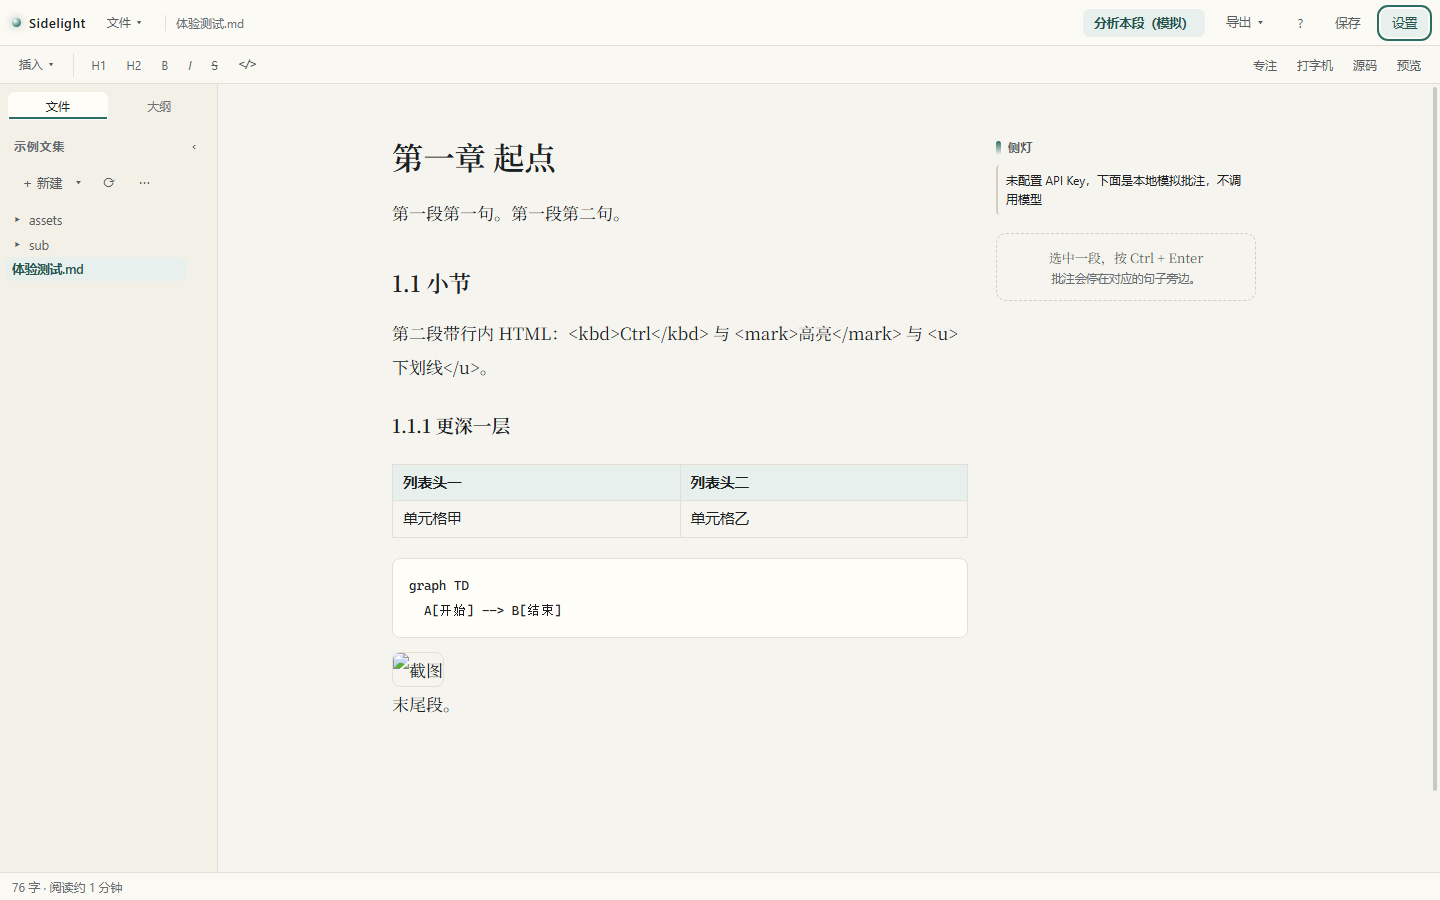 Sidelight 文件 体验测试.md 分析本段（模拟） 导出 ? 保存 设置
插入 H1 H2 B I S </> 专注 打字机 源码 预览
文件 大纲
示例文集
+ 新建 ···
assets
sub
体验测试.md
第一章 起点
第一段第一句。第一段第二句。
1.1 小节
第二段带行内 HTML：<kbd>Ctrl</kbd> 与 <mark>高亮</mark> 与 <u>
下划线</u>。
1.1.1 更深一层
列表头一 列表头二
单元格甲 单元格乙
graph TD
A[开始] --> B[结束]
截图
末尾段。
侧灯
未配置 API Key，下面是本地模拟批注，不调
用模型
选中一段，按 Ctrl + Enter
批注会停在对应的句子旁边。
76 字 · 阅读约 1 分钟